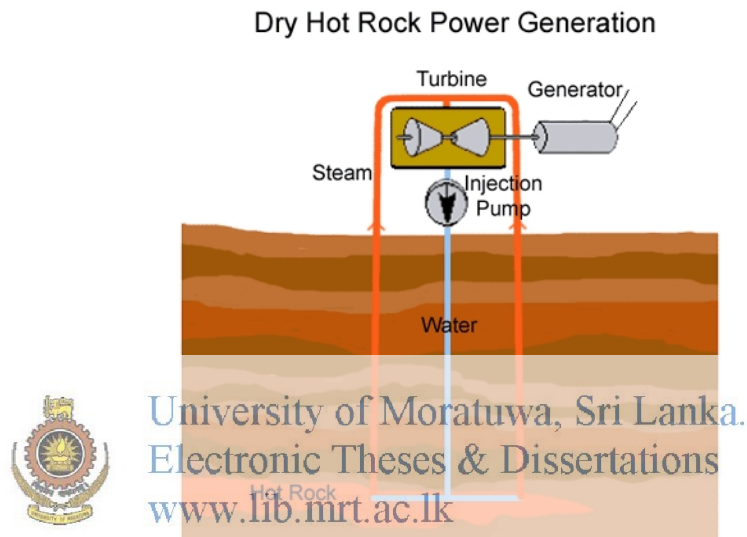 Dry Hot Rock Power Generation
Turbine
Generator
Steam
Injection
Pump
Water
University of Moratuwa, Sri Lanka.
Electronic Theses & Dissertations
Hot Rock
www.lib.mrt.ac.lk